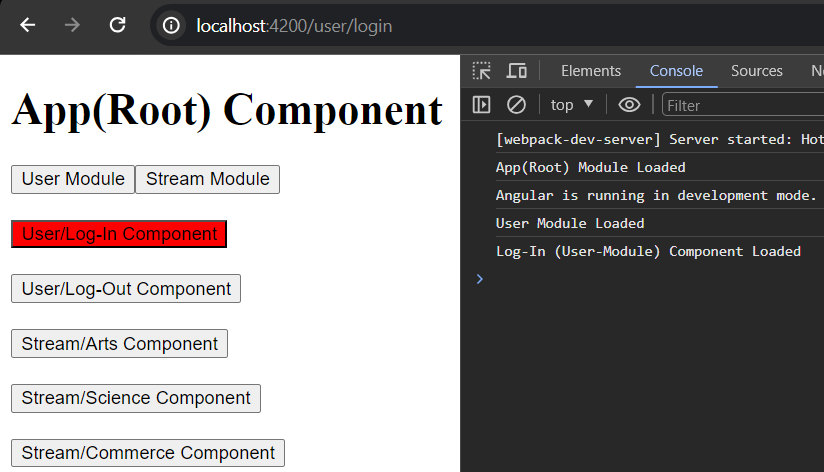 localhost:4200/user/login
Elements Console Sources
top Filter
App(Root) Component
User Module Stream Module
User/Log-In Component
User/Log-Out Component
Stream/Arts Component
Stream/Science Component
Stream/Commerce Component
[webpack-dev-server] Server started: Hot
App(Root) Module Loaded
Angular is running in development mode.
User Module Loaded
Log-In (User-Module) Component Loaded